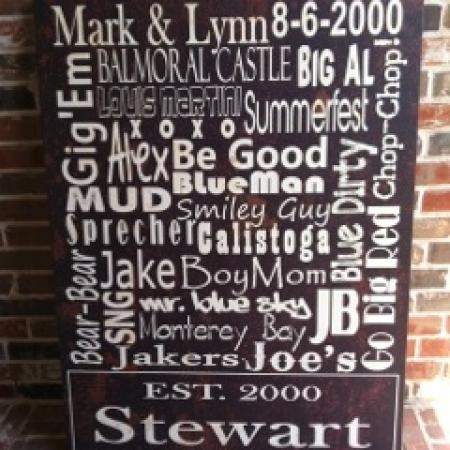 Mark & Lynn 8-6-2000
BALMORAL CASTLE BIG AL
Gig 'Em
LOUIS MARTINI Summerfest
Chop-Chop!
xoxo
Alex Be Good
BlueMan
MUD Smiley Guy
Blue Dirty
Sprecher Calistoga
Go Big Red
Bear-Bear
Jake BoyMom
SNG mr. blue sky JB
Monterey Bay
Jakers Joe's
EST. 2000
Stewart